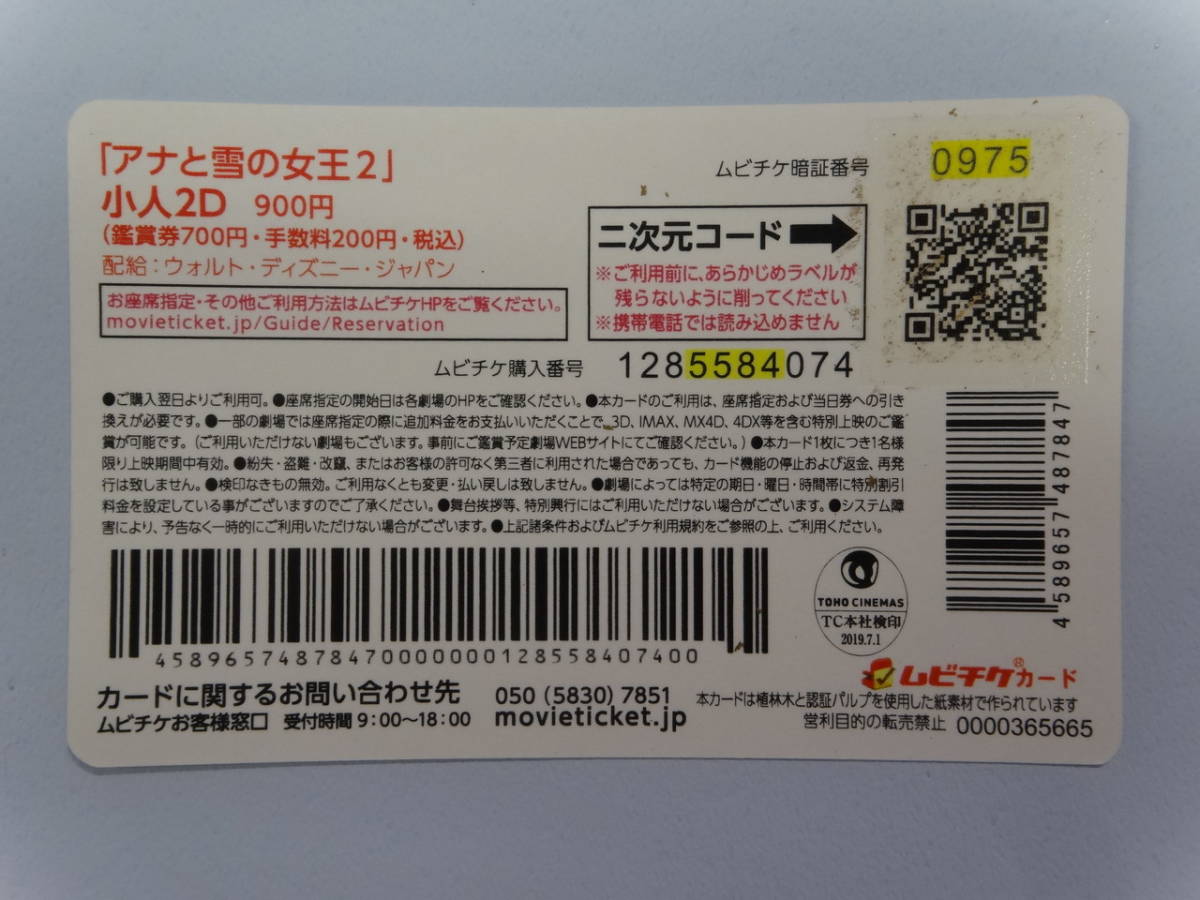 「アナと雪の女王2」
小人2D 900円
(鑑賞券700円・手数料200円・税込)
配給：ウォルト・ディズニー・ジャパン
お座席指定・その他ご利用方法はムビチケHPをご覧ください。
movieticket.jp/Guide/Reservation
ムビチケ暗証番号 0975
二次元コード
※ご利用前に、あらかじめラベルが
残らないように削ってください
※携帯電話では読み込めません
ムビチケ購入番号 1285584074
●ご購入翌日よりご利用可。●座席指定の開始日は各劇場のHPをご確認ください。●本カードのご利用は、座席指定および当日券への引き
換えが必要です。●一部の劇場では座席指定の際に追加料金をお支払いいただくことで、3D、IMAX、MX4D、4DX等を含む特別上映のご鑑
賞が可能です。（ご利用いただけない劇場もございます。事前にご鑑賞予定劇場WEBサイトにてご確認ください。）●本カード1枚につき1名様
限り上映期間中有効。●紛失・盗難・改竄、またはお客様の許可なく第三者に利用された場合であっても、カード機能の停止および返金、再発
行は致しません。●検印なきもの無効。ご利用なくとも変更・払い戻しは致しません。●劇場によっては特定の期日・曜日・時間帯に特別割引
料金を設定している事がございますのでご了承ください。●舞台挨拶等、特別興行にはご利用いただけない場合がございます。●システム障
害により、予告なく一時的にご利用いただけない場合がございます。●上記諸条件およびムビチケ利用規約をご参照の上、ご利用ください。
4 589657 487847
45896574878470000000128558407400
TOHO CINEMAS
TC本社検印
2019.7.1
ムビチケ®カード
カードに関するお問い合わせ先 050 (5830) 7851
ムビチケお客様窓口 受付時間 9:00〜18:00 movieticket.jp
本カードは植林木と認証パルプを使用した紙素材で作られています
営利目的の転売禁止 0000365665